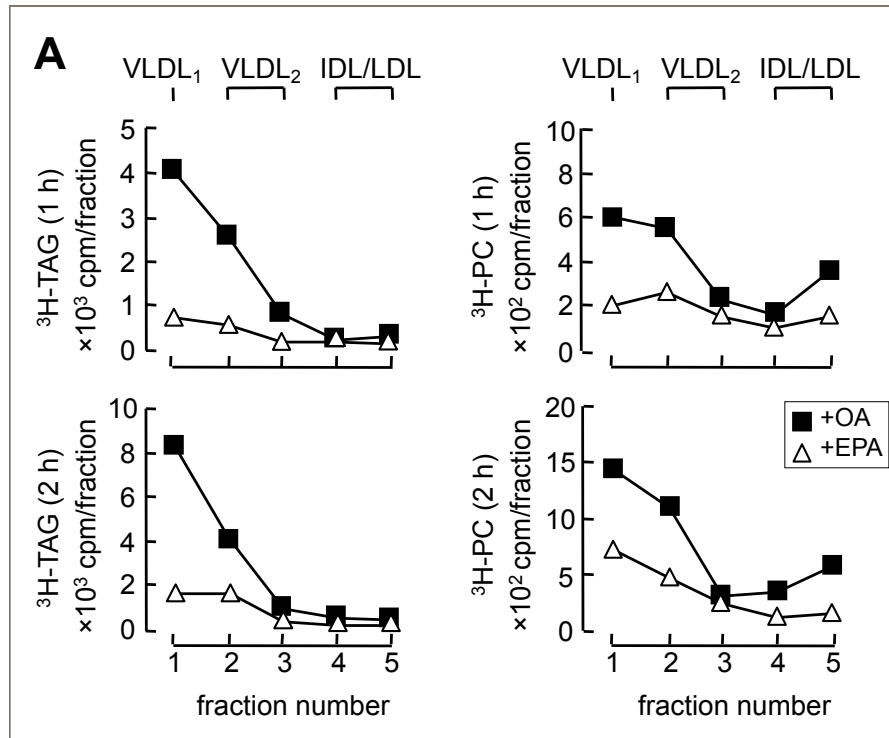 A
VLDL₁ VLDL₂ IDL/LDL
³H-TAG (1 h)
×10³ cpm/fraction
5
4
3
2
1
0
VLDL₁ VLDL₂ IDL/LDL
³H-PC (1 h)
×10² cpm/fraction
10
8
6
4
2
0
³H-TAG (2 h)
×10³ cpm/fraction
10
8
6
4
2
0
1 2 3 4 5
fraction number
³H-PC (2 h)
×10² cpm/fraction
20
15
10
5
0
+OA
+EPA
1 2 3 4 5
fraction number